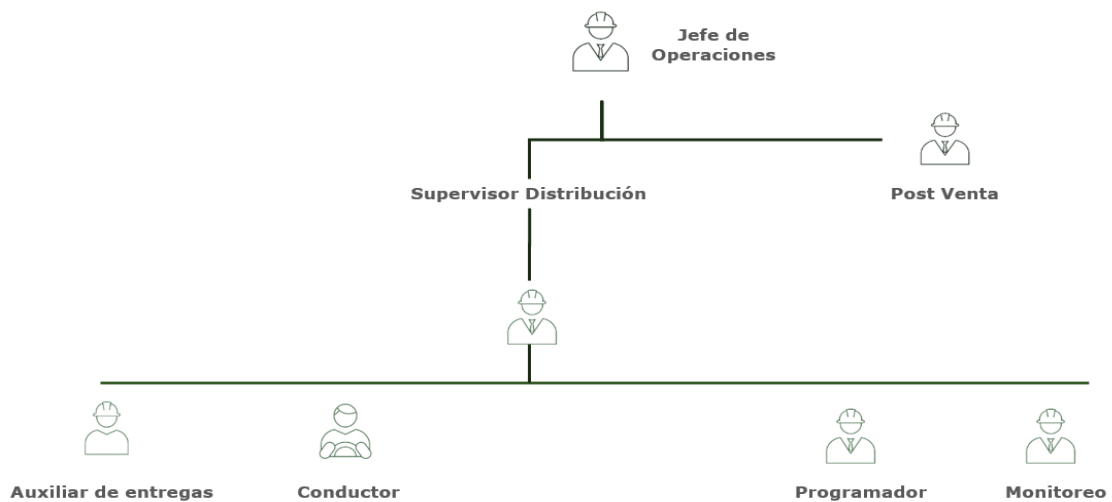 Jefe de
Operaciones
Supervisor Distribución
Post Venta
Auxiliar de entregas
Conductor
Programador
Monitoreo